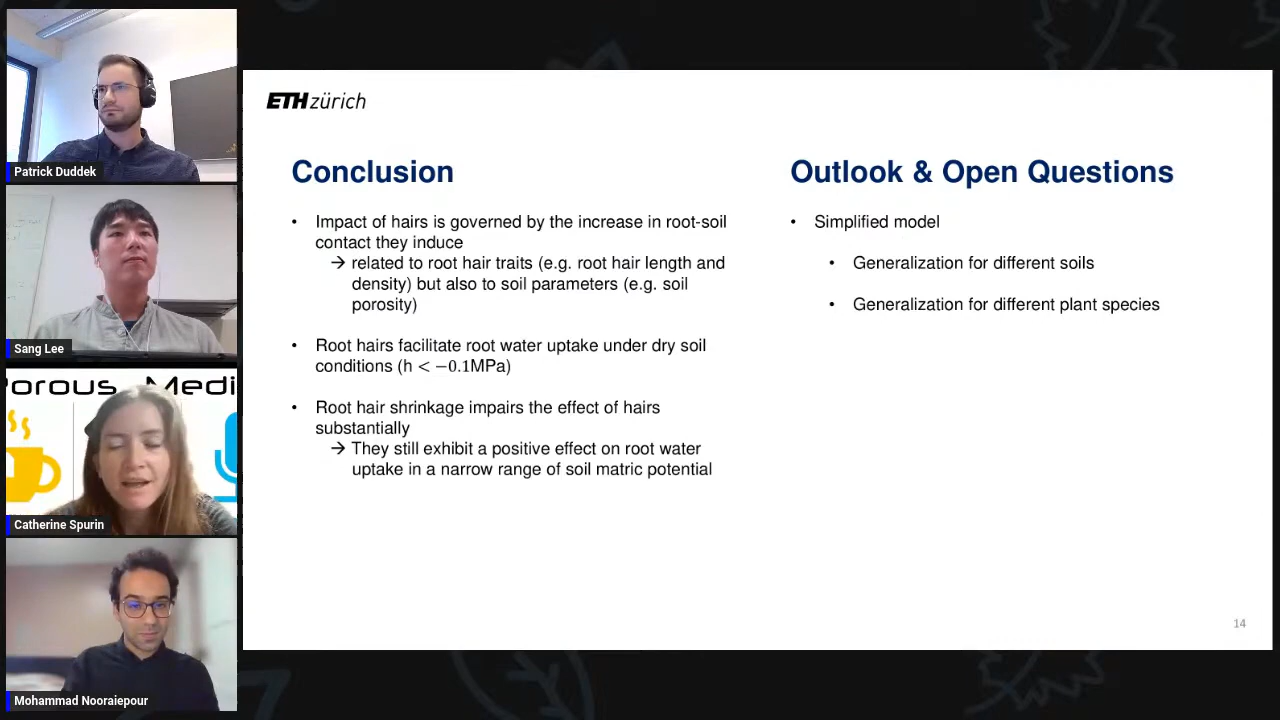 Patrick Duddek
Sang Lee
Porous Medi
Catherine Spurin
Mohammad Nooraiepour
ETH zürich
Conclusion
• Impact of hairs is governed by the increase in root-soil
contact they induce
→ related to root hair traits (e.g. root hair length and
density) but also to soil parameters (e.g. soil
porosity)
• Root hairs facilitate root water uptake under dry soil
conditions (h < −0.1MPa)
• Root hair shrinkage impairs the effect of hairs
substantially
→ They still exhibit a positive effect on root water
uptake in a narrow range of soil matric potential
Outlook & Open Questions
• Simplified model
• Generalization for different soils
• Generalization for different plant species
14